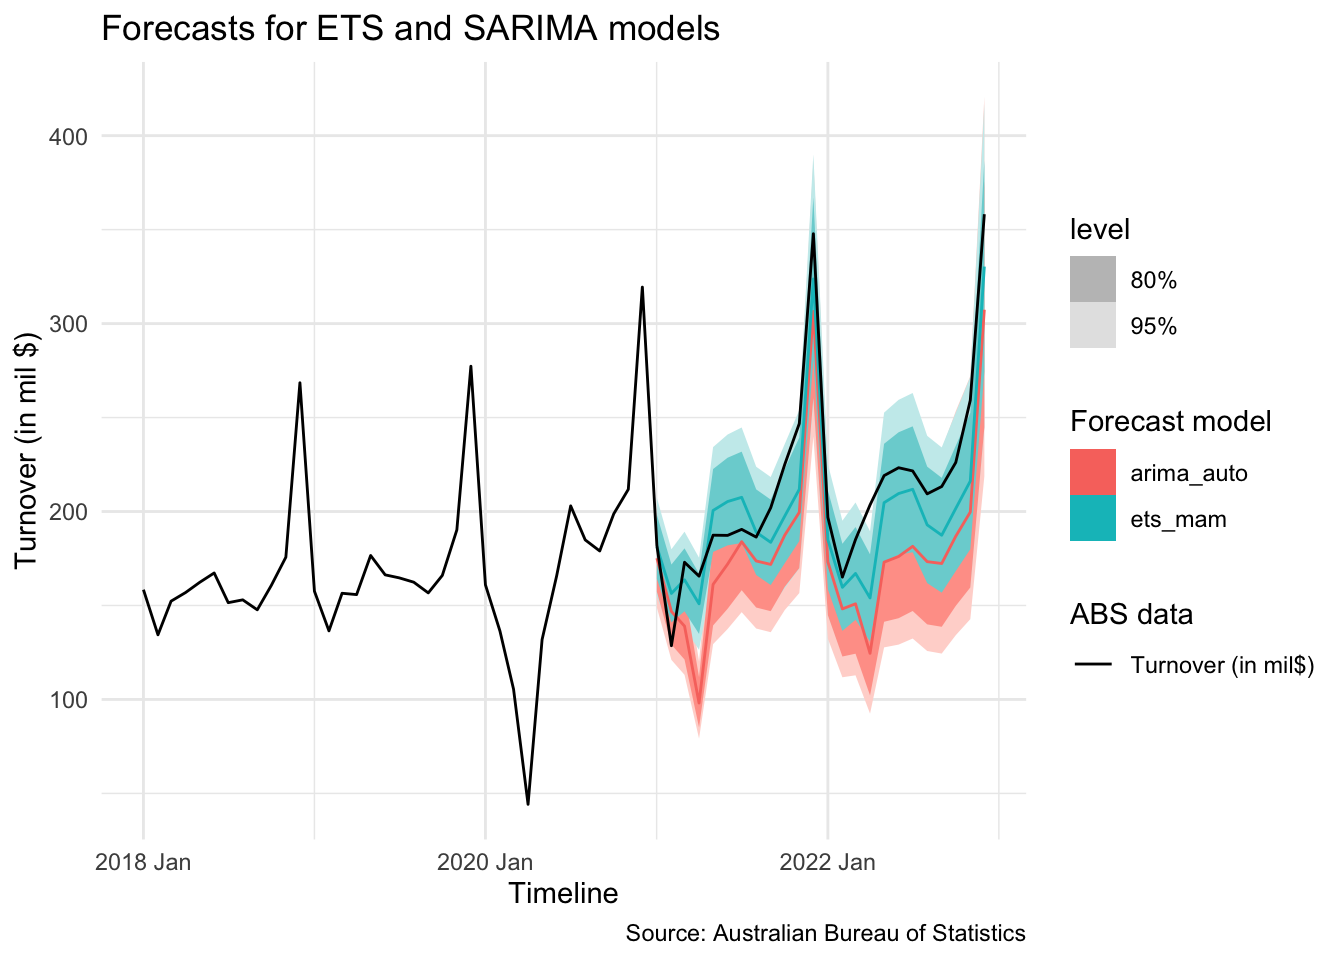 Forecasts for ETS and SARIMA models
Turnover (in mil $)
400
300
200
100
2018 Jan
2020 Jan
2022 Jan
Timeline
Source: Australian Bureau of Statistics
level
80%
95%
Forecast model
arima_auto
ets_mam
ABS data
Turnover (in mil$)